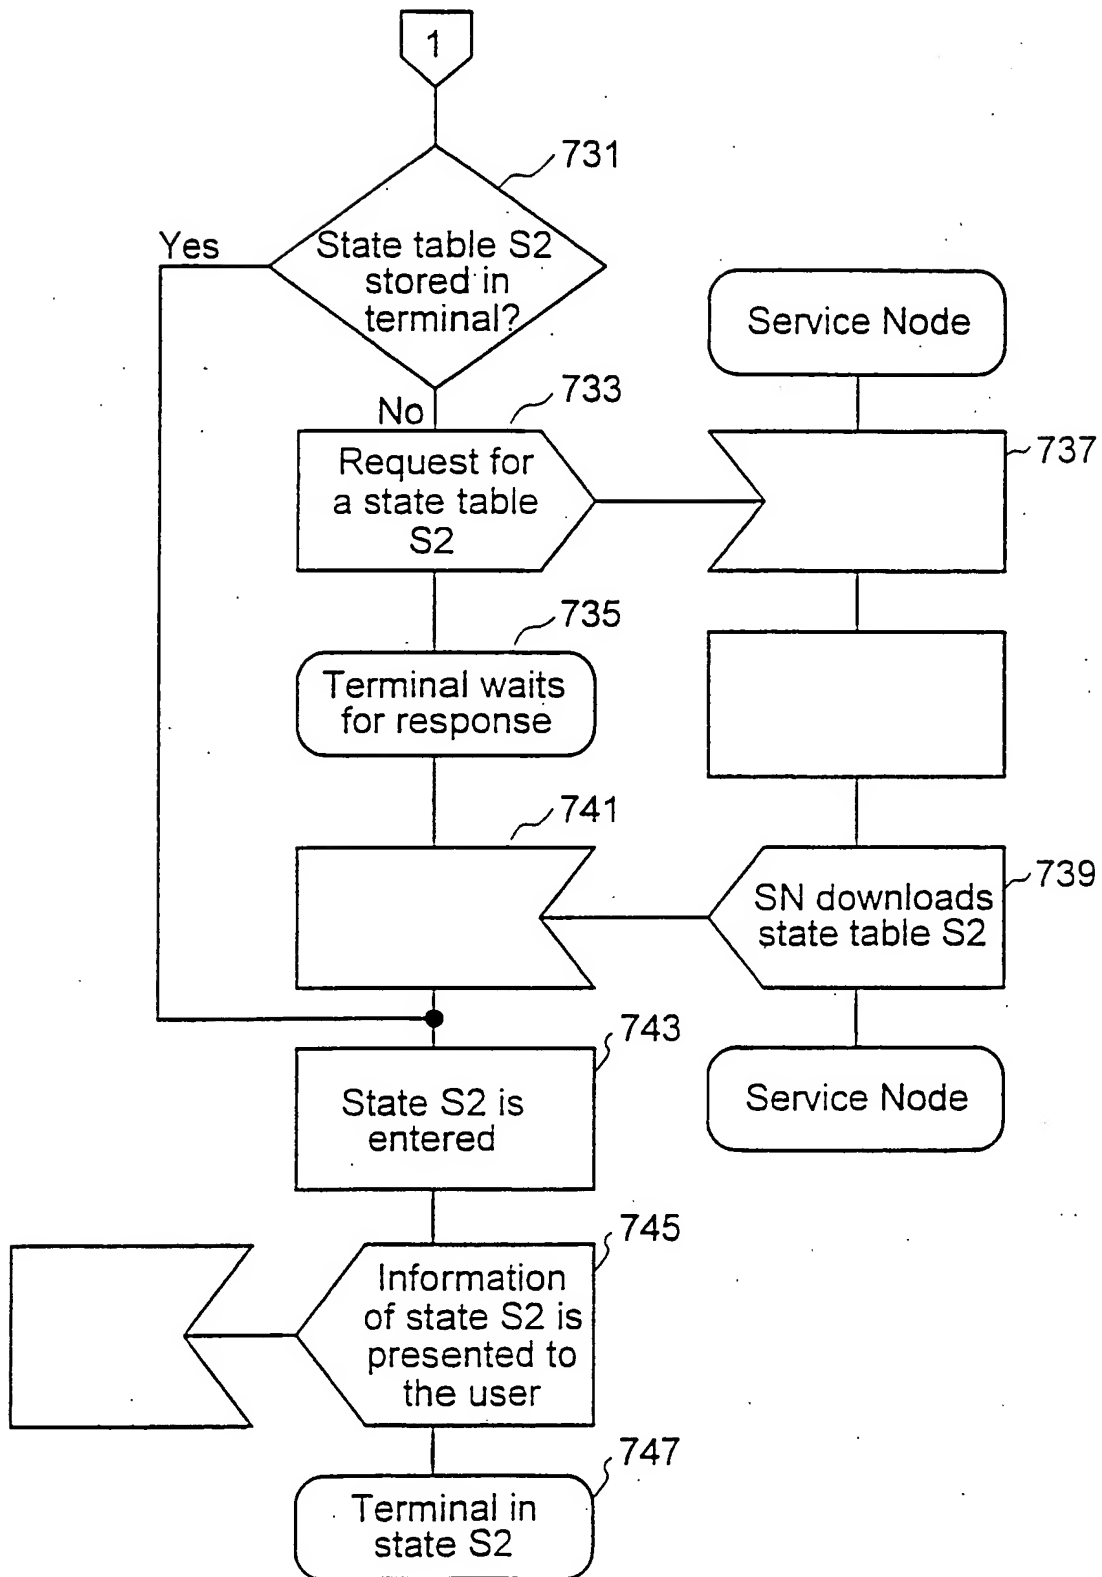 1
731
Yes
State table S2
stored in
terminal?
Service Node
No
733
Request for
a state table
S2
737
735
Terminal waits
for response
741
SN downloads
state table S2
739
743
State S2 is
entered
Service Node
745
Information
of state S2 is
presented to
the user
747
Terminal in
state S2